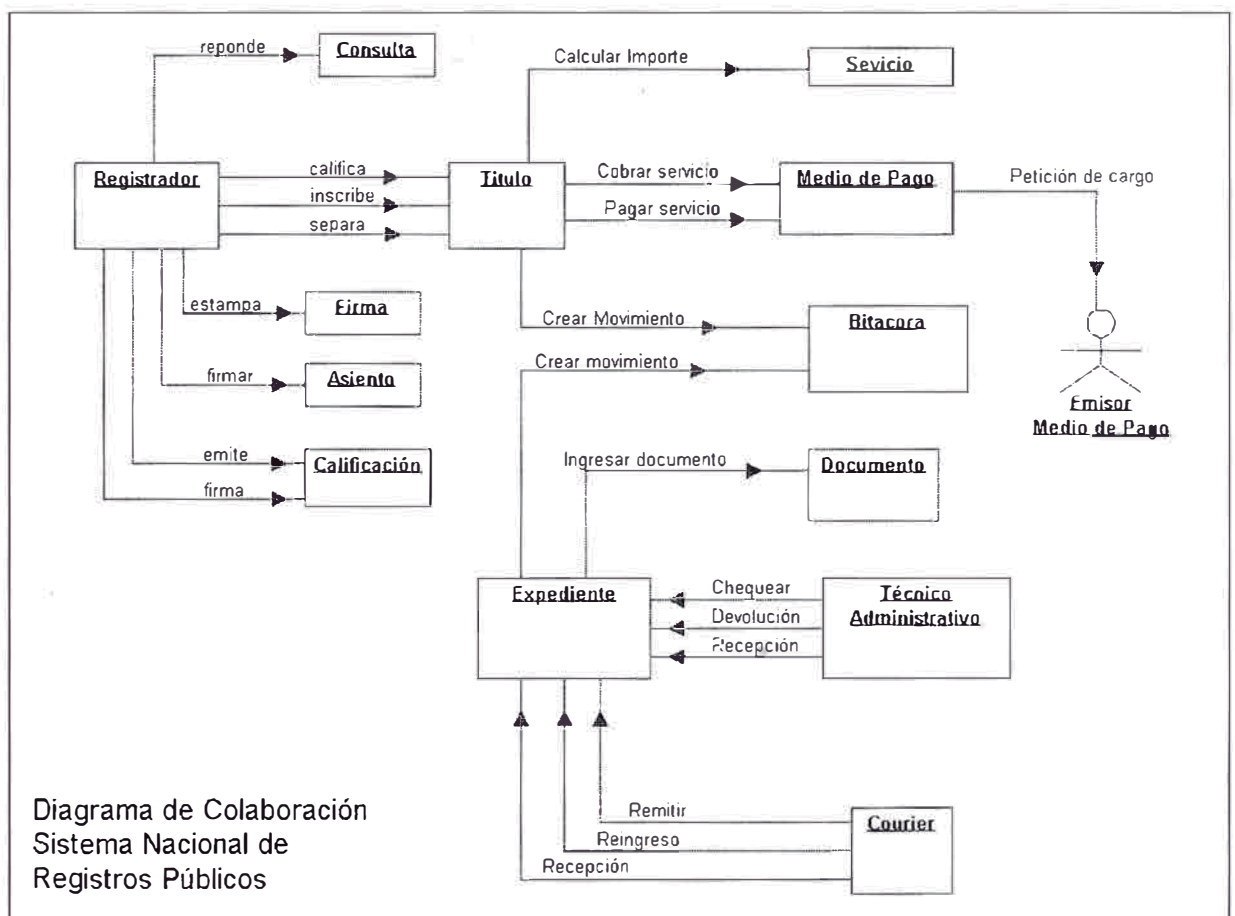 reponde
Consulta
Calcular Importe
Sevicio
Registrador
califica
inscribe
separa
Titulo
Cobrar servicio
Pagar servicio
Medio de Pago
Petición de cargo
estampa
Firma
Crear Movimiento
Bitacora
Crear movimiento
firmar
Asiento
Emisor
Medio de Pago
emite
Calificación
firma
Ingresar documento
Documento
Expediente
Chequear
Devolución
Recepción
Técnico
Administrativo
Remitir
Reingreso
Recepción
Courier
Diagrama de Colaboración
Sistema Nacional de
Registros Públicos